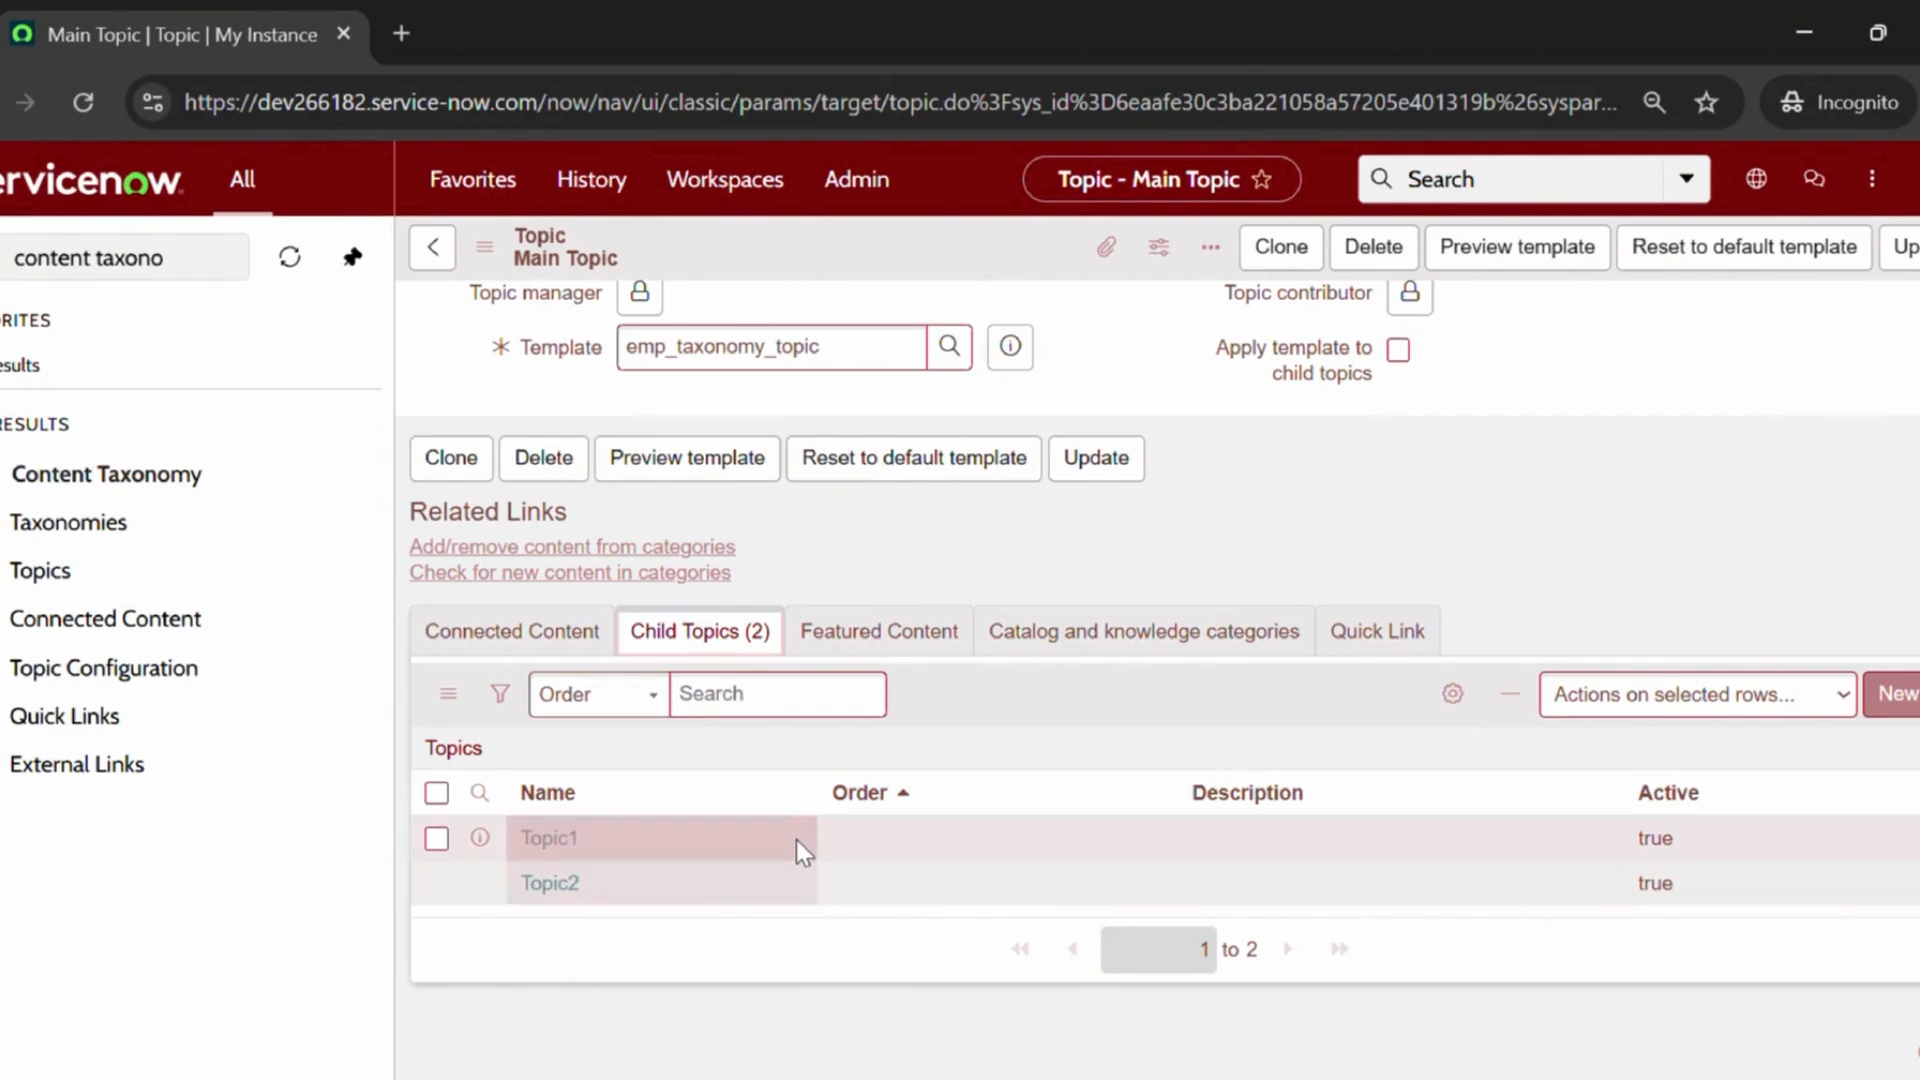 Main Topic | Topic | My Instance
https://dev266182.service-now.com/now/nav/ui/classic/params/target/topic.do%3Fsys_id%3D6eaafe30c3ba221058a57205e401319b%26syspar...
Incognito
ervicenow
All
Favorites
History
Workspaces
Admin
Topic - Main Topic
Search
content taxono
RITES
esults
RESULTS
Content Taxonomy
Taxonomies
Topics
Connected Content
Topic Configuration
Quick Links
External Links
Topic
Main Topic
Clone
Delete
Preview template
Reset to default template
Up
Topic manager
Topic contributor
Template
emp_taxonomy_topic
Apply template to
child topics
Clone
Delete
Preview template
Reset to default template
Update
Related Links
Add/remove content from categories
Check for new content in categories
Connected Content
Child Topics (2)
Featured Content
Catalog and knowledge categories
Quick Link
Order
Search
Actions on selected rows...
New
Topics
Name
Order
Description
Active
Topic1
true
Topic2
true
1 to 2